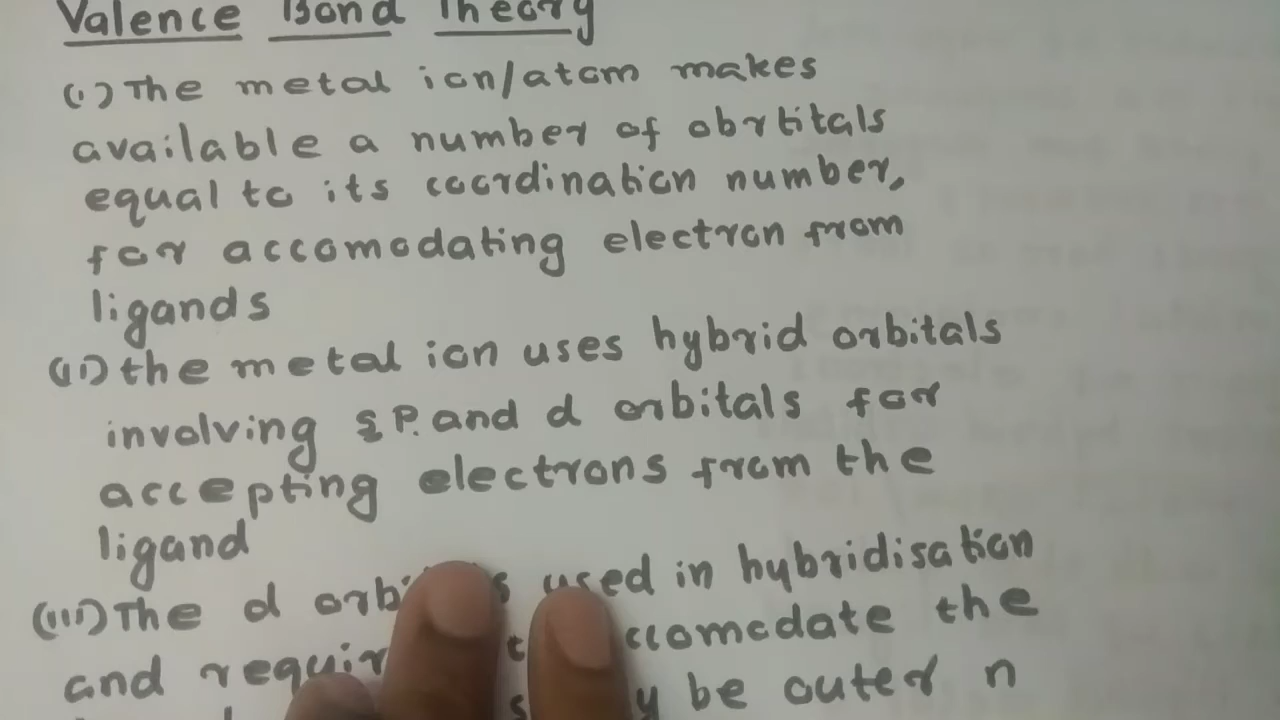 Valence Bond Theory
(i) The metal ion/atom makes
available a number of obrtitals
equal to its coordination number,
for accomodating electron from
ligands
(ii) the metal ion uses hybrid orbitals
involving s P. and d orbitals for
accepting electrons from the
ligand
(iii) The d used in hybridisation
and the
be outer n